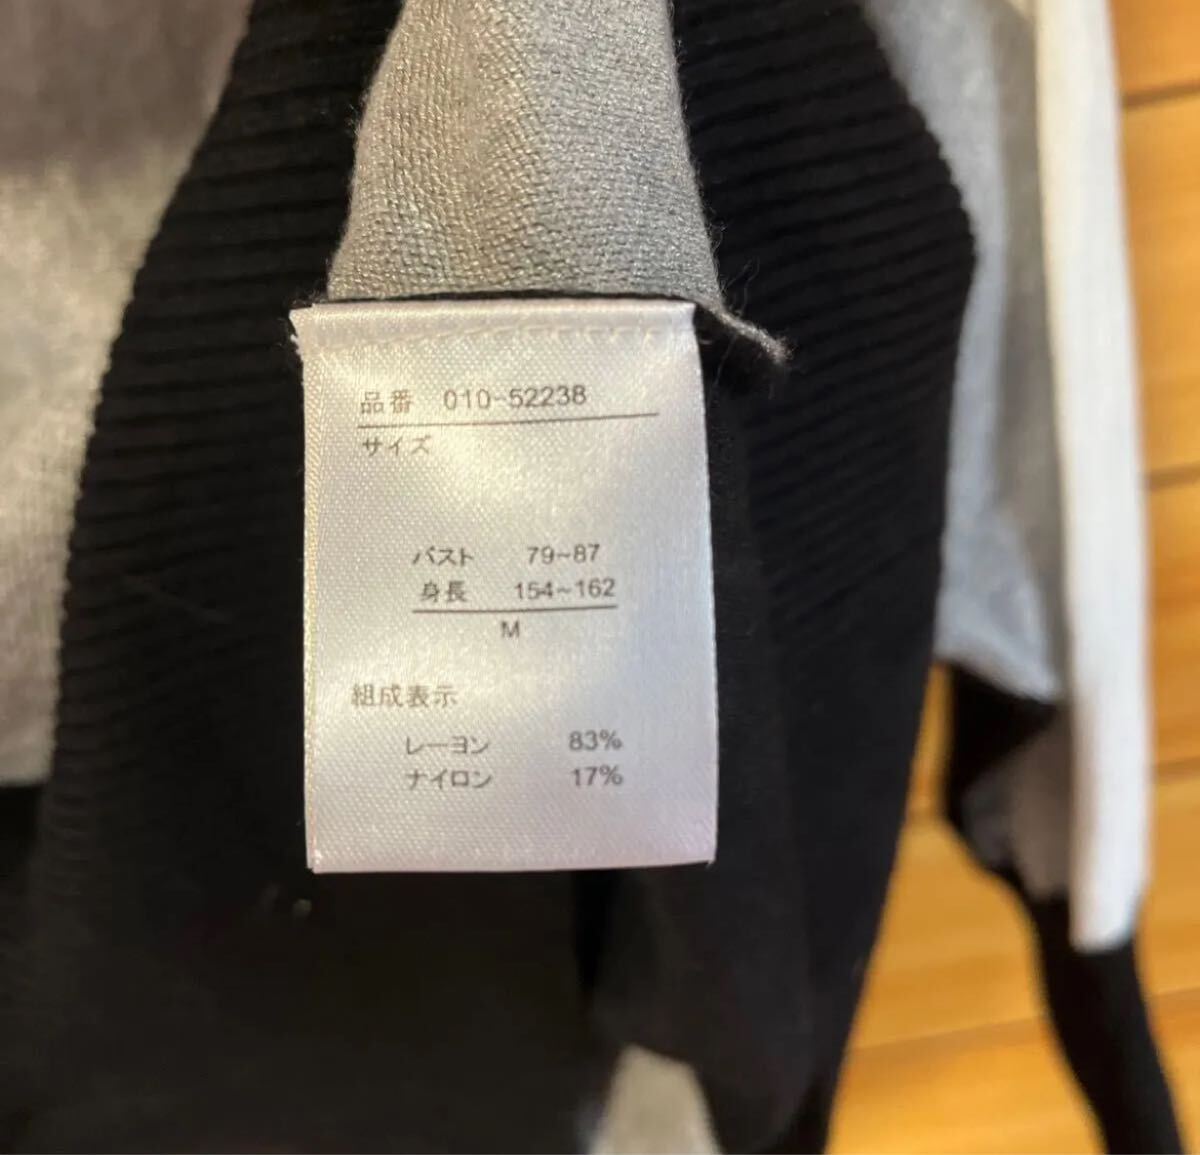 品番 010-52238
サイズ
バスト 79~87
身長 154~162
M
組成表示
レーヨン 83%
ナイロン 17%